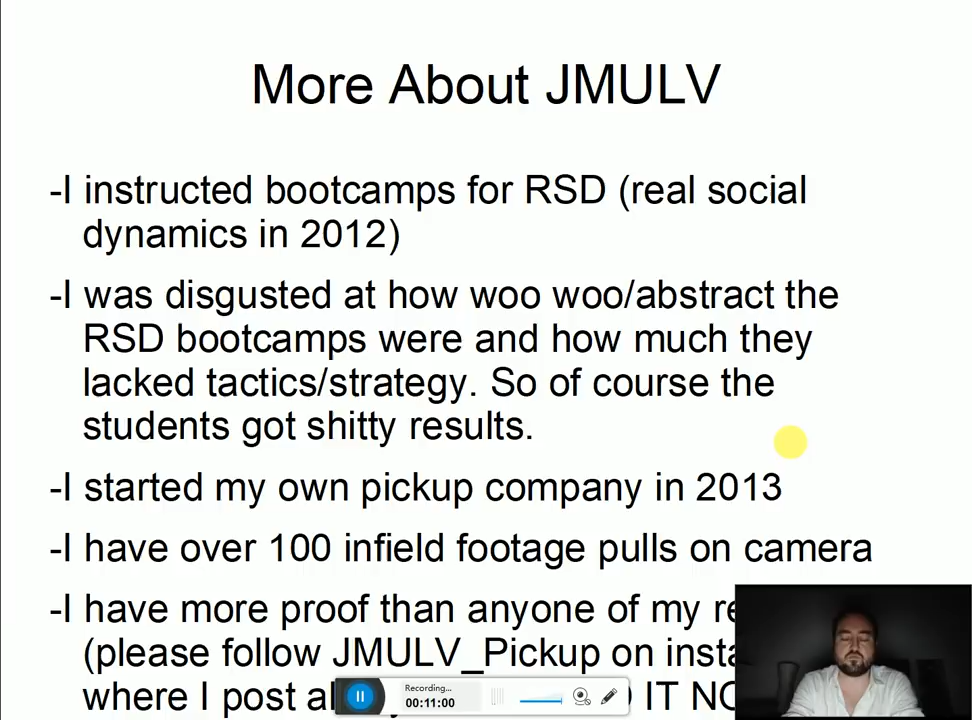 More About JMULV
-I instructed bootcamps for RSD (real social
dynamics in 2012)
-I was disgusted at how woo woo/abstract the
RSD bootcamps were and how much they
lacked tactics/strategy. So of course the
students got shitty results.
-I started my own pickup company in 2013
-I have over 100 infield footage pulls on camera
-I have more proof than anyone of my
(please follow JMULV_Pickup on
where I post
IT
Recording...
00:11:00